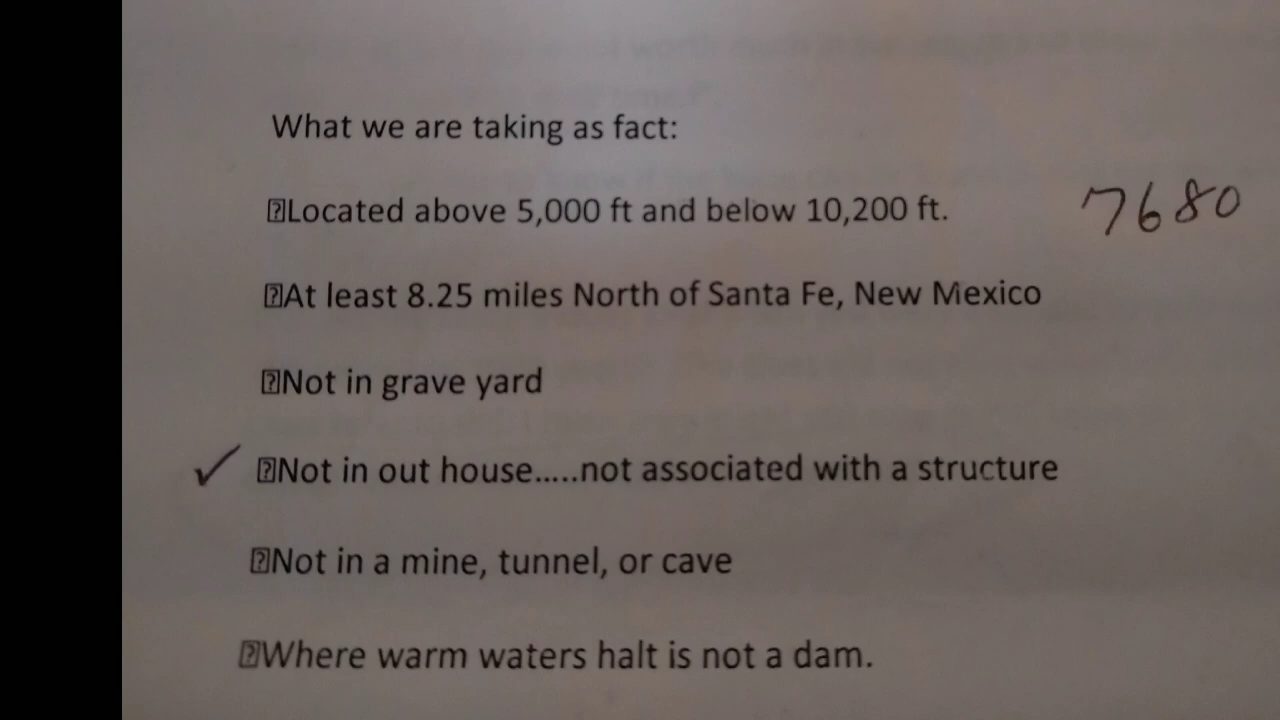 What we are taking as fact:
⍰Located above 5,000 ft and below 10,200 ft. 7680
⍰At least 8.25 miles North of Santa Fe, New Mexico
⍰Not in grave yard
✓ ⍰Not in out house.....not associated with a structure
⍰Not in a mine, tunnel, or cave
⍰Where warm waters halt is not a dam.